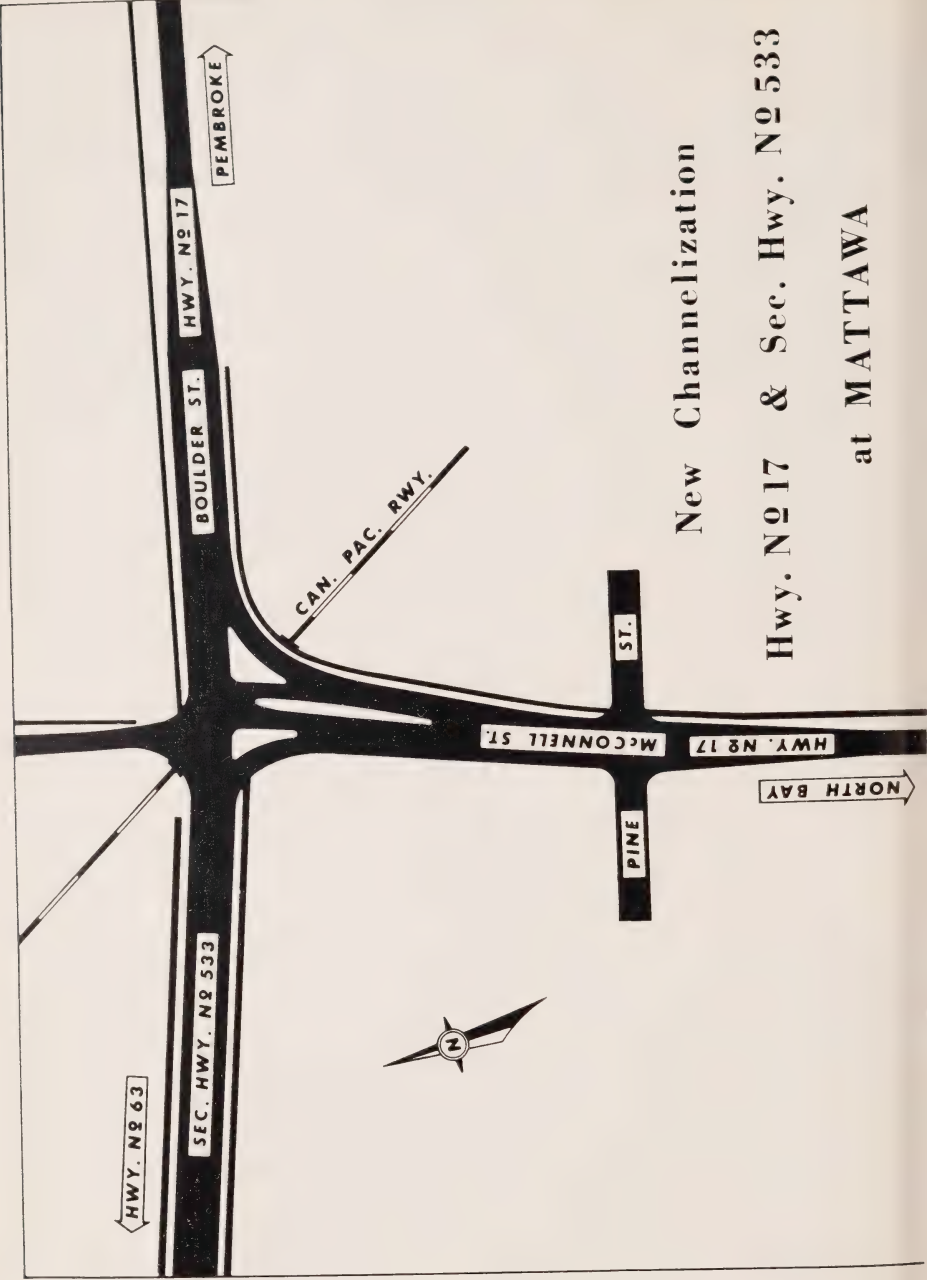 HWY. Nº 63
SEC. HWY. Nº 533
BOULDER ST.
HWY. Nº 17
PEMBROKE
CAN. PAC. RWY.
N
PINE
ST.
McCONNELL ST.
HWY. Nº 17
NORTH BAY
New Channelization
Hwy. Nº 17 & Sec. Hwy. Nº 533
at MATTAWA